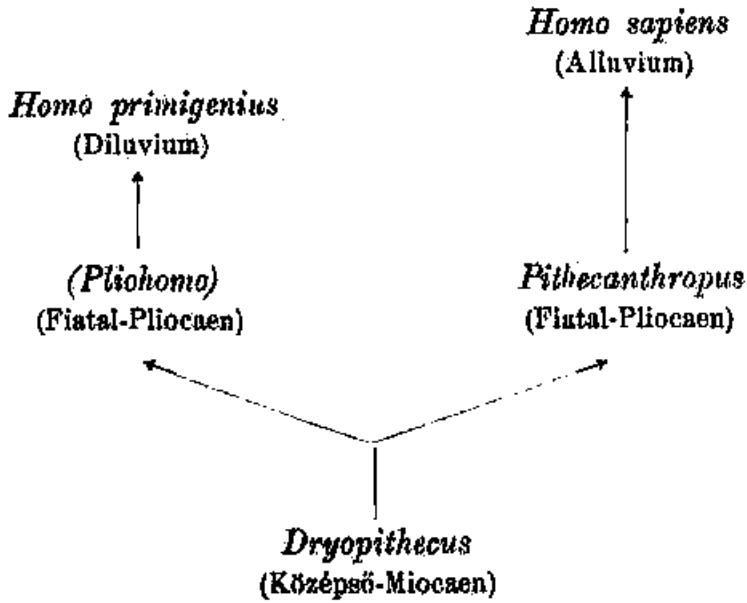 Homo sapiens
(Alluvium)
Homo primigenius
(Diluvium)
(Pliohomo)
(Fiatal-Pliocaen)
Pithecanthropus
(Fiatal-Pliocaen)
Dryopithecus
(Középső-Miocaen)